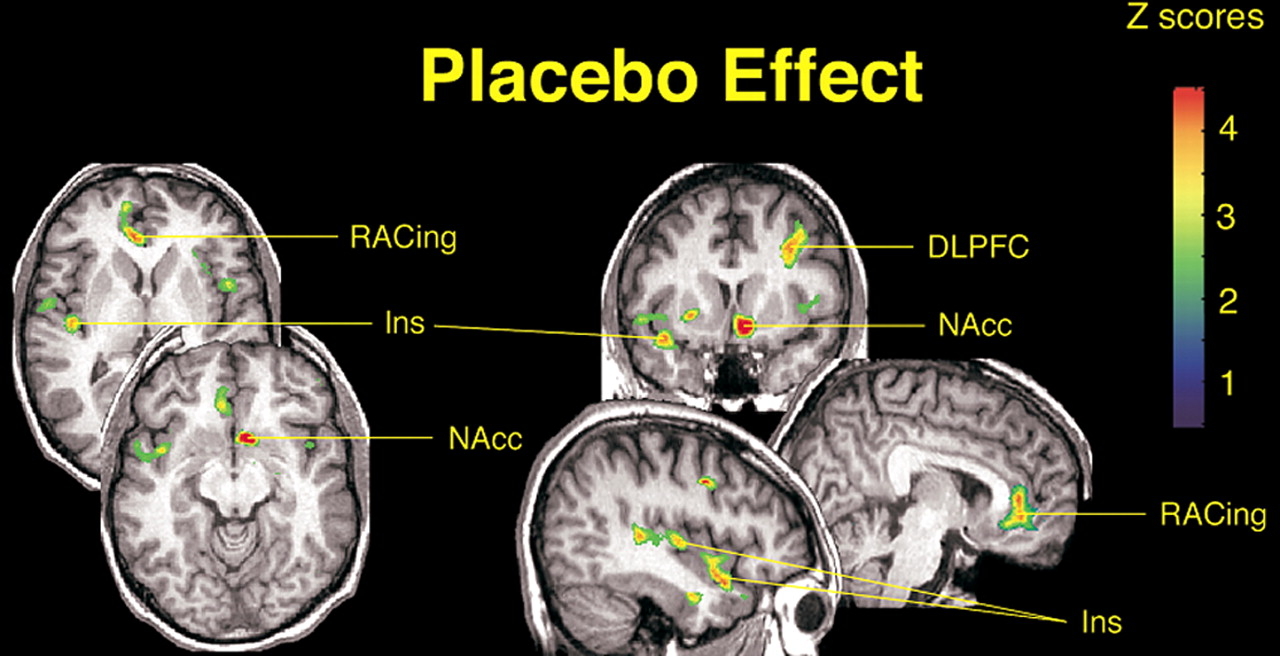 Z scores
Placebo Effect
4
3
2
1
RACing
DLPFC
Ins
NAcc
NAcc
RACing
Ins